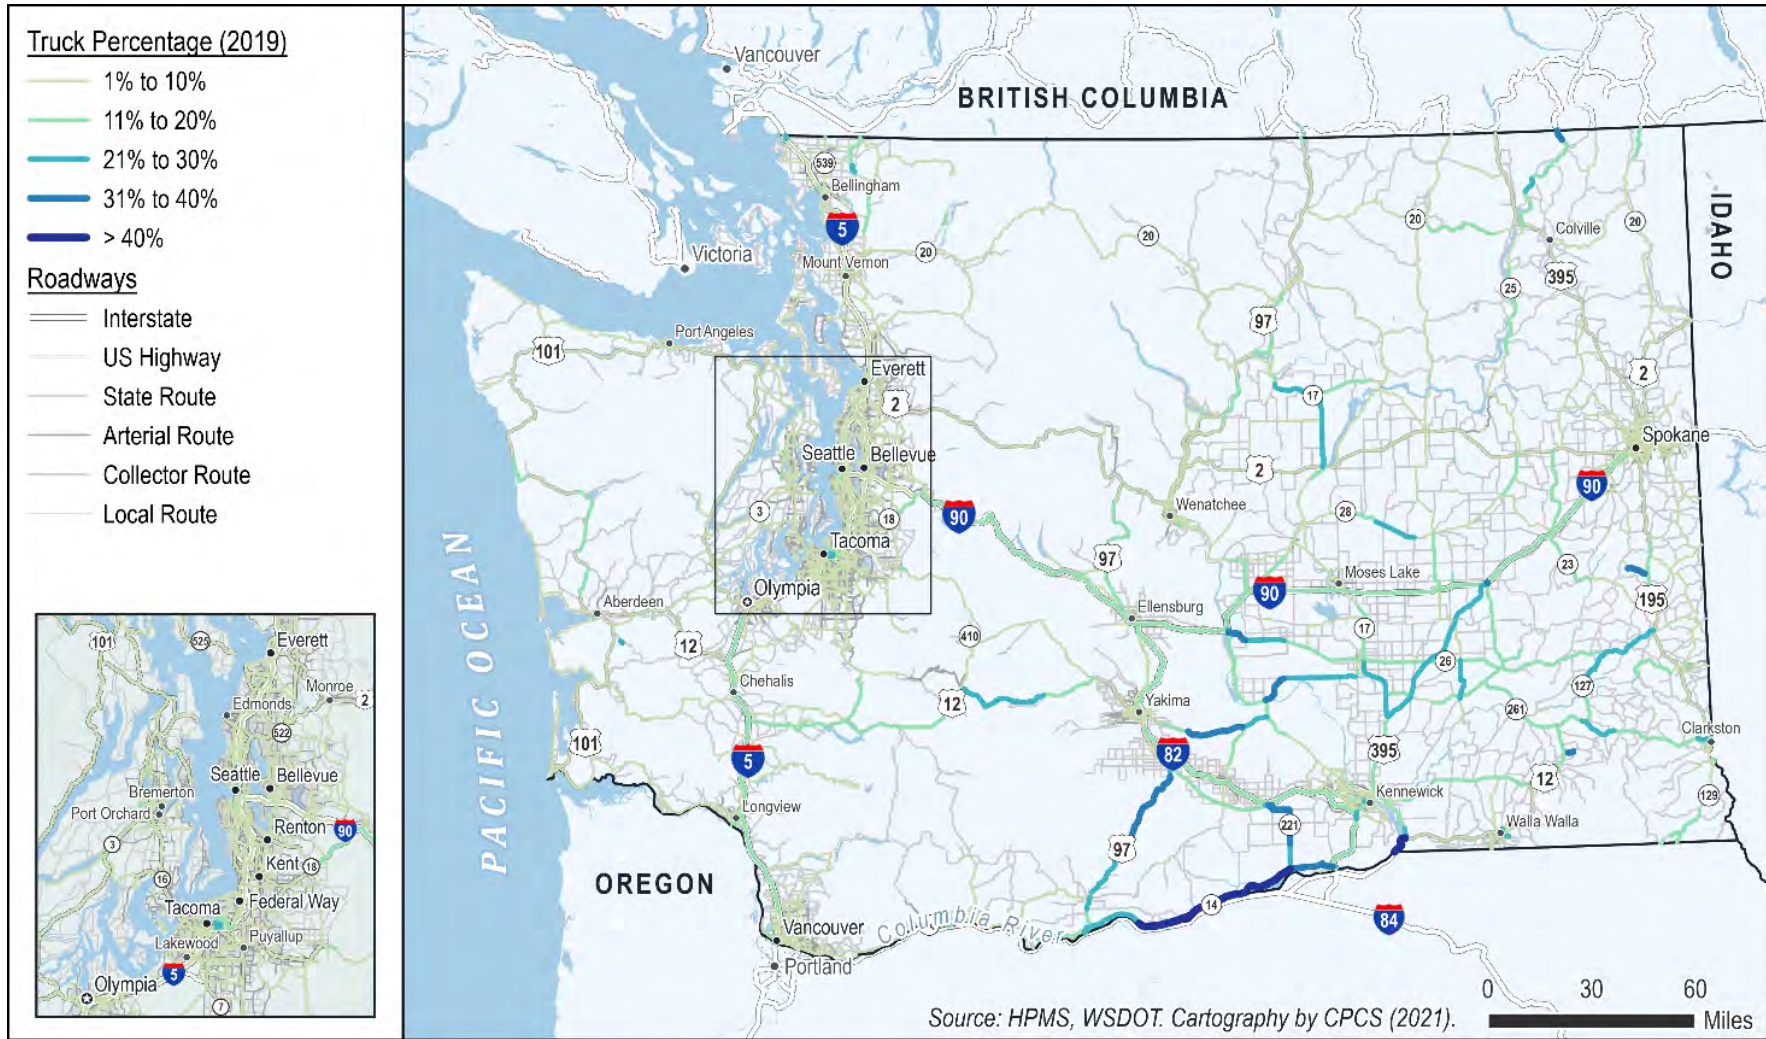 Truck Percentage (2019)
1% to 10%
11% to 20%
21% to 30%
31% to 40%
> 40%
Roadways
Interstate
US Highway
State Route
Arterial Route
Collector Route
Local Route
Vancouver
BRITISH COLUMBIA
IDAHO
539
Bellingham
5
20
20
20
20
Colville
Victoria
Mount Vernon
25
395
97
Port Angeles
101
Everett
2
2
17
Seattle
Bellevue
2
Spokane
90
Wenatchee
3
18
90
28
97
Tacoma
Moses Lake
23
90
195
Olympia
Aberdeen
Ellensburg
12
410
17
26
Chehalis
12
127
Yakima
261
Clarkston
101
5
82
395
12
Longview
Kennewick
129
221
Walla Walla
97
PACIFIC OCEAN
OREGON
14
84
Columbia River
Vancouver
Portland
0 30 60
Miles
Source: HPMS, WSDOT. Cartography by CPCS (2021).
101
525
Everett
Monroe
2
Edmonds
522
Seattle
Bellevue
Bremerton
Port Orchard
Renton
90
3
Kent
18
16
Federal Way
Tacoma
Lakewood
Puyallup
5
Olympia
7